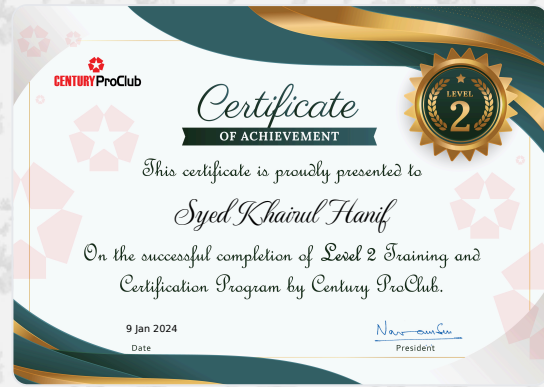 CENTURY ProClub
Certificate
OF ACHIEVEMENT
LEVEL
2
This certificate is proudly presented to
Syed Khairul Hanif
On the successful completion of Level 2 Training and
Certification Program by Century ProClub.
9 Jan 2024
Date
President